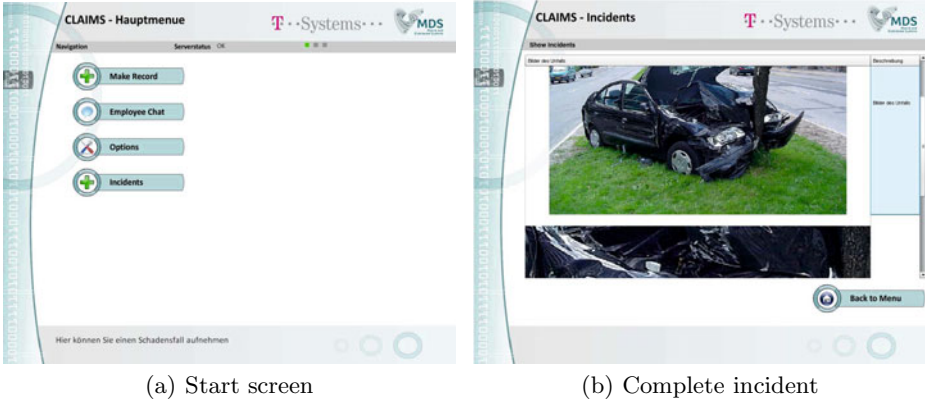 CLAIMS - Hauptmenue
T··Systems···
MDS
Navigation
Serverstatus OK
Make Record
Employee Chat
Options
Incidents
Hier können Sie einen Schadensfall aufnehmen
(a) Start screen
CLAIMS - Incidents
T··Systems···
MDS
Show Incidents
Bilder des Unfalls
Beschreibung
Bilder des Unfalls
Back to Menu
(b) Complete incident